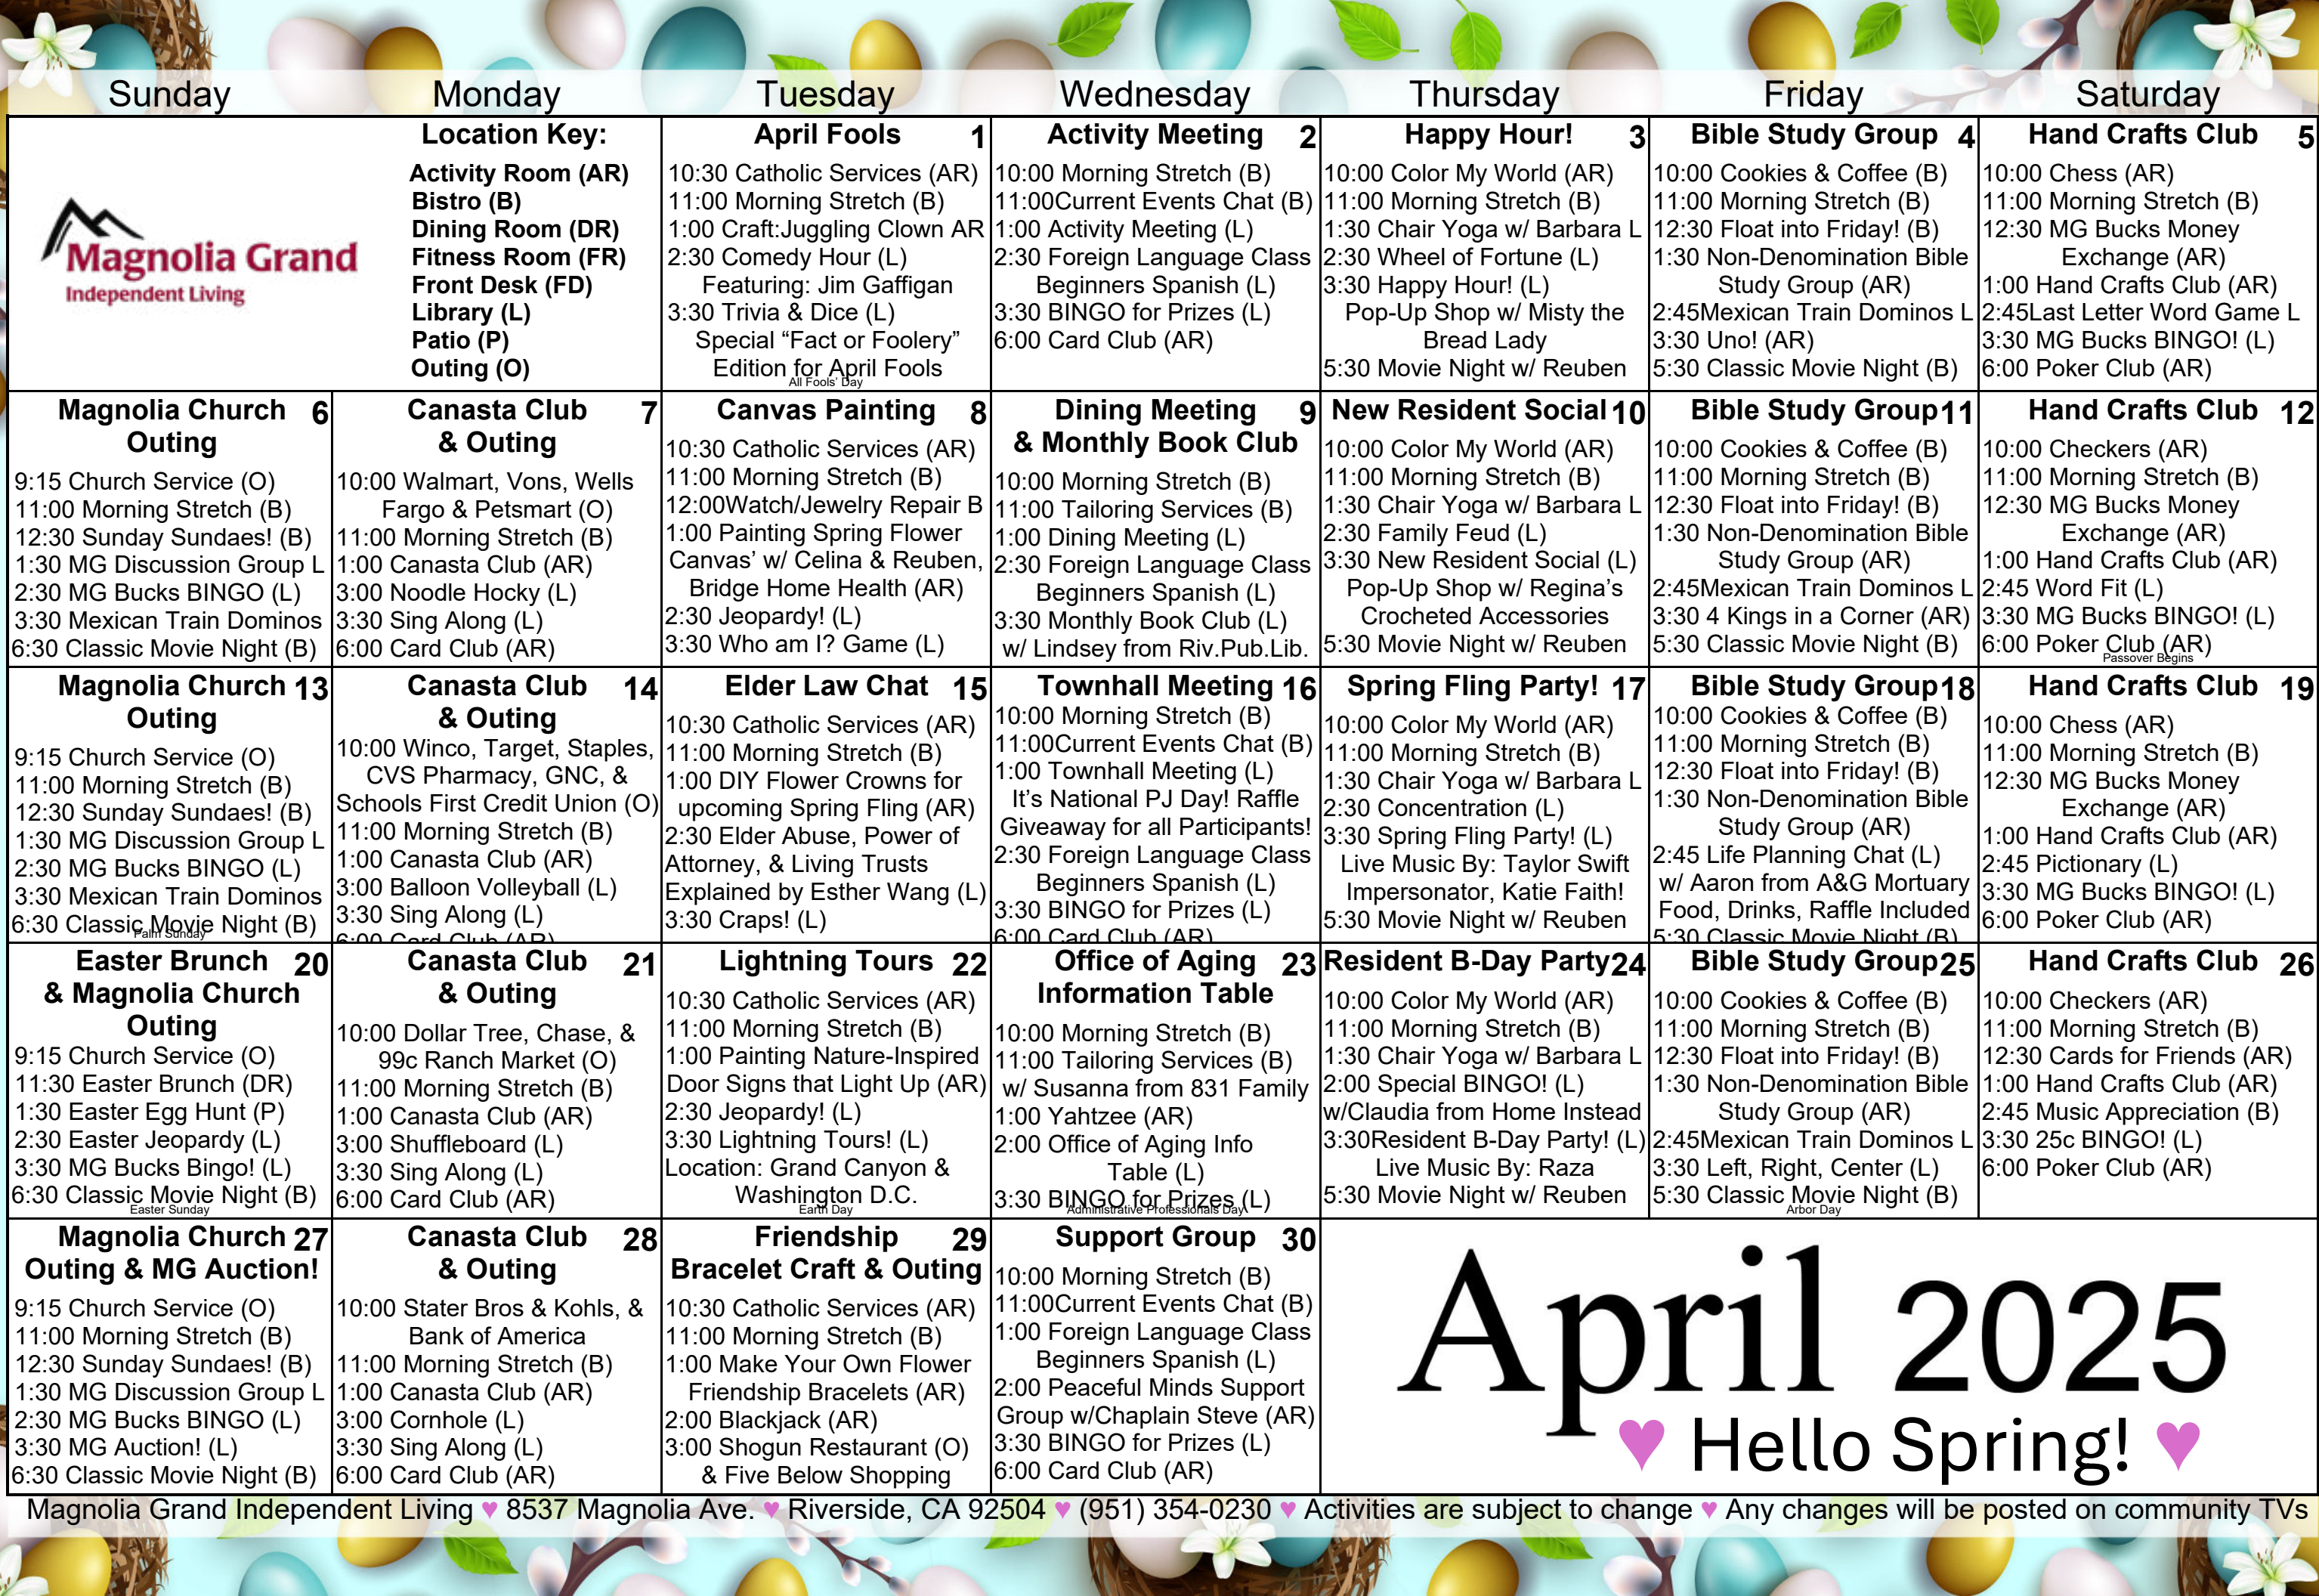 Sunday
Monday
Tuesday
Wednesday
Thursday
Friday
Saturday
Magnolia Grand
Independent Living
Location Key:
Activity Room (AR)
Bistro (B)
Dining Room (DR)
Fitness Room (FR)
Front Desk (FD)
Library (L)
Patio (P)
Outing (O)
April Fools 1
10:30 Catholic Services (AR)
11:00 Morning Stretch (B)
1:00 Craft:Juggling Clown AR
2:30 Comedy Hour (L)
Featuring: Jim Gaffigan
3:30 Trivia & Dice (L)
Special “Fact or Foolery”
Edition for April Fools
All Fools' Day
Activity Meeting 2
10:00 Morning Stretch (B)
11:00Current Events Chat (B)
1:00 Activity Meeting (L)
2:30 Foreign Language Class
Beginners Spanish (L)
3:30 BINGO for Prizes (L)
6:00 Card Club (AR)
Happy Hour! 3
10:00 Color My World (AR)
11:00 Morning Stretch (B)
1:30 Chair Yoga w/ Barbara L
2:30 Wheel of Fortune (L)
3:30 Happy Hour! (L)
Pop-Up Shop w/ Misty the
Bread Lady
5:30 Movie Night w/ Reuben
Bible Study Group 4
10:00 Cookies & Coffee (B)
11:00 Morning Stretch (B)
12:30 Float into Friday! (B)
1:30 Non-Denomination Bible
Study Group (AR)
2:45Mexican Train Dominos L
3:30 Uno! (AR)
5:30 Classic Movie Night (B)
Hand Crafts Club 5
10:00 Chess (AR)
11:00 Morning Stretch (B)
12:30 MG Bucks Money
Exchange (AR)
1:00 Hand Crafts Club (AR)
2:45Last Letter Word Game L
3:30 MG Bucks BINGO! (L)
6:00 Poker Club (AR)
Magnolia Church 6
Outing
9:15 Church Service (O)
11:00 Morning Stretch (B)
12:30 Sunday Sundaes! (B)
1:30 MG Discussion Group L
2:30 MG Bucks BINGO (L)
3:30 Mexican Train Dominos
6:30 Classic Movie Night (B)
Canasta Club 7
& Outing
10:00 Walmart, Vons, Wells
Fargo & Petsmart (O)
11:00 Morning Stretch (B)
1:00 Canasta Club (AR)
3:00 Noodle Hocky (L)
3:30 Sing Along (L)
6:00 Card Club (AR)
Canvas Painting 8
10:30 Catholic Services (AR)
11:00 Morning Stretch (B)
12:00Watch/Jewelry Repair B
1:00 Painting Spring Flower
Canvas’ w/ Celina & Reuben,
Bridge Home Health (AR)
2:30 Jeopardy! (L)
3:30 Who am I? Game (L)
Dining Meeting 9
& Monthly Book Club
10:00 Morning Stretch (B)
11:00 Tailoring Services (B)
1:00 Dining Meeting (L)
2:30 Foreign Language Class
Beginners Spanish (L)
3:30 Monthly Book Club (L)
w/ Lindsey from Riv.Pub.Lib.
New Resident Social 10
10:00 Color My World (AR)
11:00 Morning Stretch (B)
1:30 Chair Yoga w/ Barbara L
2:30 Family Feud (L)
3:30 New Resident Social (L)
Pop-Up Shop w/ Regina’s
Crocheted Accessories
5:30 Movie Night w/ Reuben
Bible Study Group 11
10:00 Cookies & Coffee (B)
11:00 Morning Stretch (B)
12:30 Float into Friday! (B)
1:30 Non-Denomination Bible
Study Group (AR)
2:45Mexican Train Dominos L
3:30 4 Kings in a Corner (AR)
5:30 Classic Movie Night (B)
Hand Crafts Club 12
10:00 Checkers (AR)
11:00 Morning Stretch (B)
12:30 MG Bucks Money
Exchange (AR)
1:00 Hand Crafts Club (AR)
2:45 Word Fit (L)
3:30 MG Bucks BINGO! (L)
6:00 Poker Club (AR)
Passover Begins
Magnolia Church 13
Outing
9:15 Church Service (O)
11:00 Morning Stretch (B)
12:30 Sunday Sundaes! (B)
1:30 MG Discussion Group L
2:30 MG Bucks BINGO (L)
3:30 Mexican Train Dominos
6:30 Classic Movie Night (B)
Palm Sunday
Canasta Club 14
& Outing
10:00 Winco, Target, Staples,
CVS Pharmacy, GNC, &
Schools First Credit Union (O)
11:00 Morning Stretch (B)
1:00 Canasta Club (AR)
3:00 Balloon Volleyball (L)
3:30 Sing Along (L)
6:00 Card Club (AR)
Elder Law Chat 15
10:30 Catholic Services (AR)
11:00 Morning Stretch (B)
1:00 DIY Flower Crowns for
upcoming Spring Fling (AR)
2:30 Elder Abuse, Power of
Attorney, & Living Trusts
Explained by Esther Wang (L)
3:30 Craps! (L)
Townhall Meeting 16
10:00 Morning Stretch (B)
11:00Current Events Chat (B)
1:00 Townhall Meeting (L)
It’s National PJ Day! Raffle
Giveaway for all Participants!
2:30 Foreign Language Class
Beginners Spanish (L)
3:30 BINGO for Prizes (L)
6:00 Card Club (AR)
Spring Fling Party! 17
10:00 Color My World (AR)
11:00 Morning Stretch (B)
1:30 Chair Yoga w/ Barbara L
2:30 Concentration (L)
3:30 Spring Fling Party! (L)
Live Music By: Taylor Swift
Impersonator, Katie Faith!
5:30 Movie Night w/ Reuben
Bible Study Group 18
10:00 Cookies & Coffee (B)
11:00 Morning Stretch (B)
12:30 Float into Friday! (B)
1:30 Non-Denomination Bible
Study Group (AR)
2:45 Life Planning Chat (L)
w/ Aaron from A&G Mortuary
Food, Drinks, Raffle Included
5:30 Classic Movie Night (B)
Hand Crafts Club 19
10:00 Chess (AR)
11:00 Morning Stretch (B)
12:30 MG Bucks Money
Exchange (AR)
1:00 Hand Crafts Club (AR)
2:45 Pictionary (L)
3:30 MG Bucks BINGO! (L)
6:00 Poker Club (AR)
Easter Brunch 20
& Magnolia Church
Outing
9:15 Church Service (O)
11:30 Easter Brunch (DR)
1:30 Easter Egg Hunt (P)
2:30 Easter Jeopardy (L)
3:30 MG Bucks Bingo! (L)
6:30 Classic Movie Night (B)
Easter Sunday
Canasta Club 21
& Outing
10:00 Dollar Tree, Chase, &
99c Ranch Market (O)
11:00 Morning Stretch (B)
1:00 Canasta Club (AR)
3:00 Shuffleboard (L)
3:30 Sing Along (L)
6:00 Card Club (AR)
Lightning Tours 22
10:30 Catholic Services (AR)
11:00 Morning Stretch (B)
1:00 Painting Nature-Inspired
Door Signs that Light Up (AR)
2:30 Jeopardy! (L)
3:30 Lightning Tours! (L)
Location: Grand Canyon &
Washington D.C.
Earth Day
Office of Aging 23
Information Table
10:00 Morning Stretch (B)
11:00 Tailoring Services (B)
w/ Susanna from 831 Family
1:00 Yahtzee (AR)
2:00 Office of Aging Info
Table (L)
3:30 BINGO for Prizes (L)
Administrative Professionals Day
Resident B-Day Party 24
10:00 Color My World (AR)
11:00 Morning Stretch (B)
1:30 Chair Yoga w/ Barbara L
2:00 Special BINGO! (L)
w/Claudia from Home Instead
3:30Resident B-Day Party! (L)
Live Music By: Raza
5:30 Movie Night w/ Reuben
Bible Study Group 25
10:00 Cookies & Coffee (B)
11:00 Morning Stretch (B)
12:30 Float into Friday! (B)
1:30 Non-Denomination Bible
Study Group (AR)
2:45Mexican Train Dominos L
3:30 Left, Right, Center (L)
5:30 Classic Movie Night (B)
Arbor Day
Hand Crafts Club 26
10:00 Checkers (AR)
11:00 Morning Stretch (B)
12:30 Cards for Friends (AR)
1:00 Hand Crafts Club (AR)
2:45 Music Appreciation (B)
3:30 25c BINGO! (L)
6:00 Poker Club (AR)
Magnolia Church 27
Outing & MG Auction!
9:15 Church Service (O)
11:00 Morning Stretch (B)
12:30 Sunday Sundaes! (B)
1:30 MG Discussion Group L
2:30 MG Bucks BINGO (L)
3:30 MG Auction! (L)
6:30 Classic Movie Night (B)
Canasta Club 28
& Outing
10:00 Stater Bros & Kohls, &
Bank of America
11:00 Morning Stretch (B)
1:00 Canasta Club (AR)
3:00 Cornhole (L)
3:30 Sing Along (L)
6:00 Card Club (AR)
Friendship 29
Bracelet Craft & Outing
10:30 Catholic Services (AR)
11:00 Morning Stretch (B)
1:00 Make Your Own Flower
Friendship Bracelets (AR)
2:00 Blackjack (AR)
3:00 Shogun Restaurant (O)
& Five Below Shopping
Support Group 30
10:00 Morning Stretch (B)
11:00Current Events Chat (B)
1:00 Foreign Language Class
Beginners Spanish (L)
2:00 Peaceful Minds Support
Group w/Chaplain Steve (AR)
3:30 BINGO for Prizes (L)
6:00 Card Club (AR)
April 2025
♥ Hello Spring! ♥
Magnolia Grand Independent Living ♥ 8537 Magnolia Ave. ♥ Riverside, CA 92504 ♥ (951) 354-0230 ♥ Activities are subject to change ♥ Any changes will be posted on community TVs